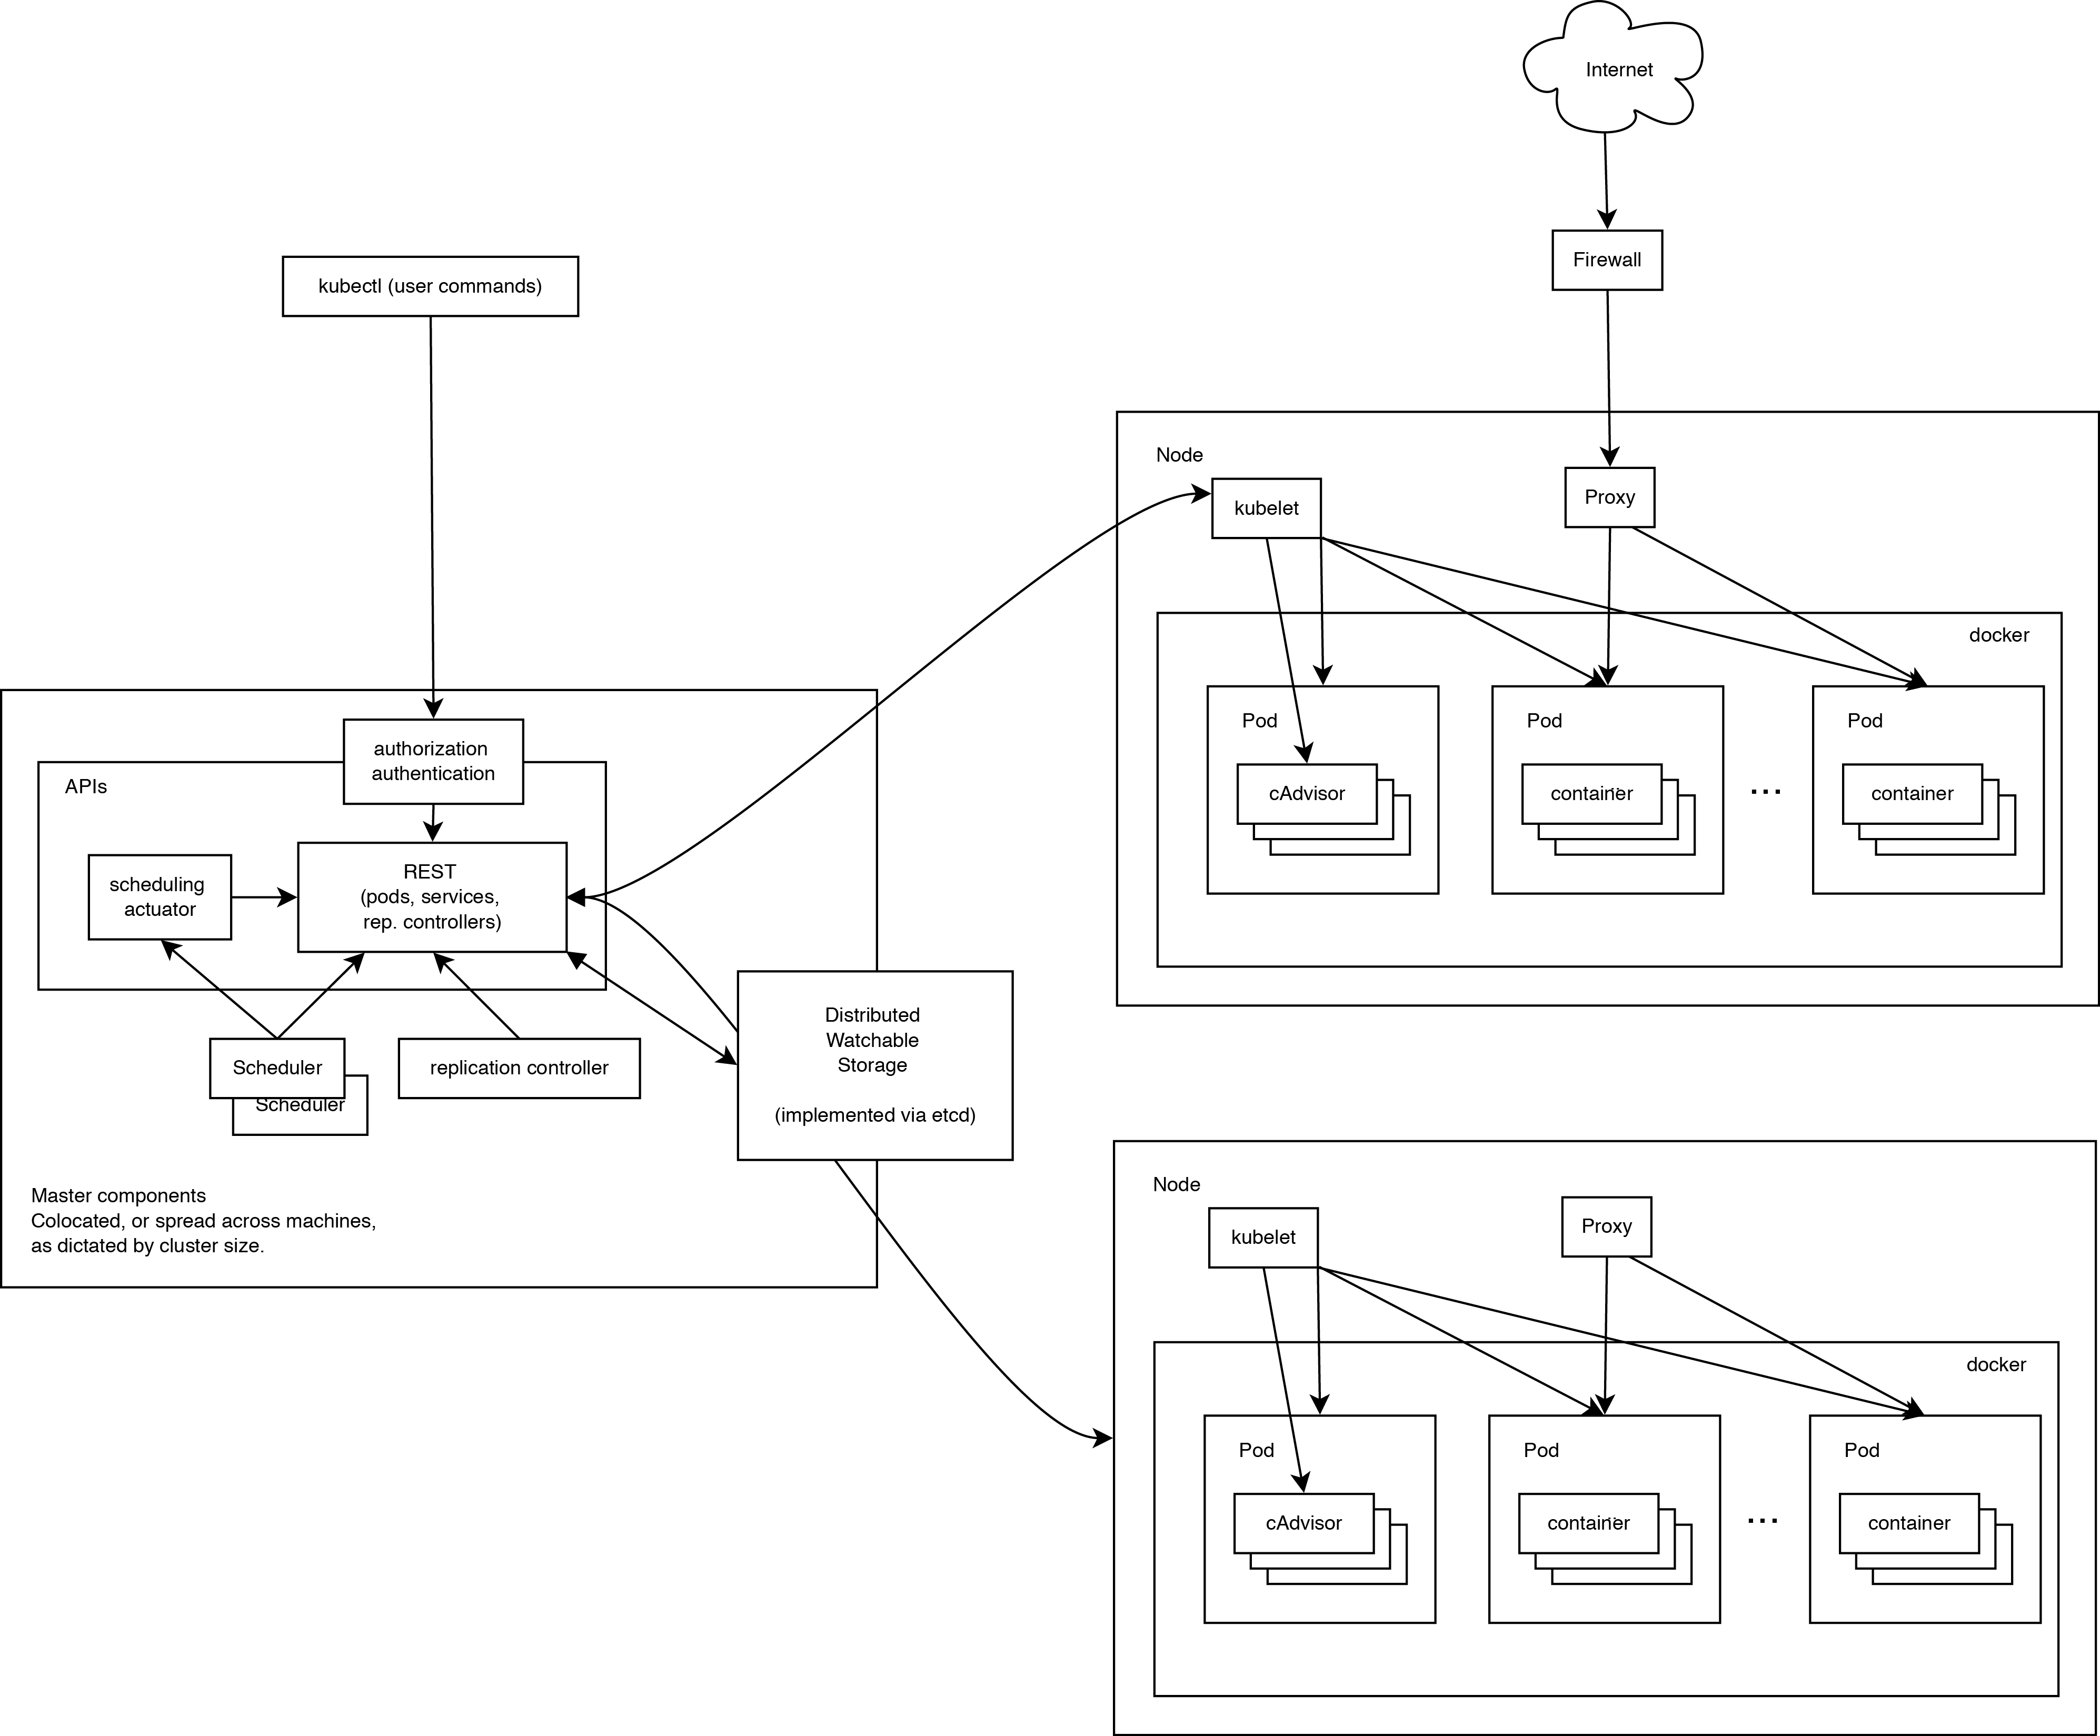 Internet
Firewall
kubectl (user commands)
Node
kubelet
Proxy
docker
Pod
cAdvisor
Pod
container
...
Pod
container
authorization
authentication
APIs
scheduling
actuator
REST
(pods, services,
rep. controllers)
Scheduler
Scheduler
replication controller
Distributed
Watchable
Storage
(implemented via etcd)
Master components
Colocated, or spread across machines,
as dictated by cluster size.
Node
kubelet
Proxy
docker
Pod
cAdvisor
Pod
container
...
Pod
container